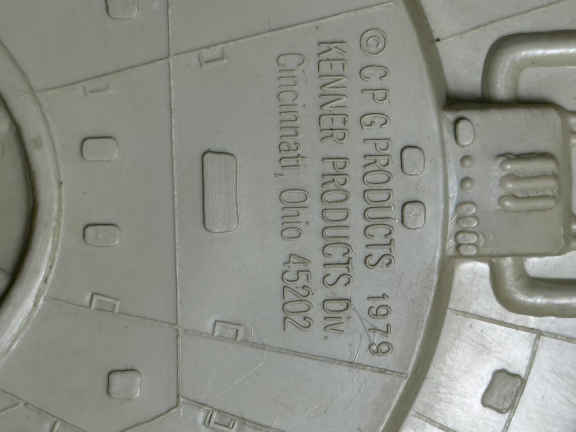 © C P G PRODUCTS 1979
KENNER PRODUCTS Div.
Cincinnati, Ohio 45202